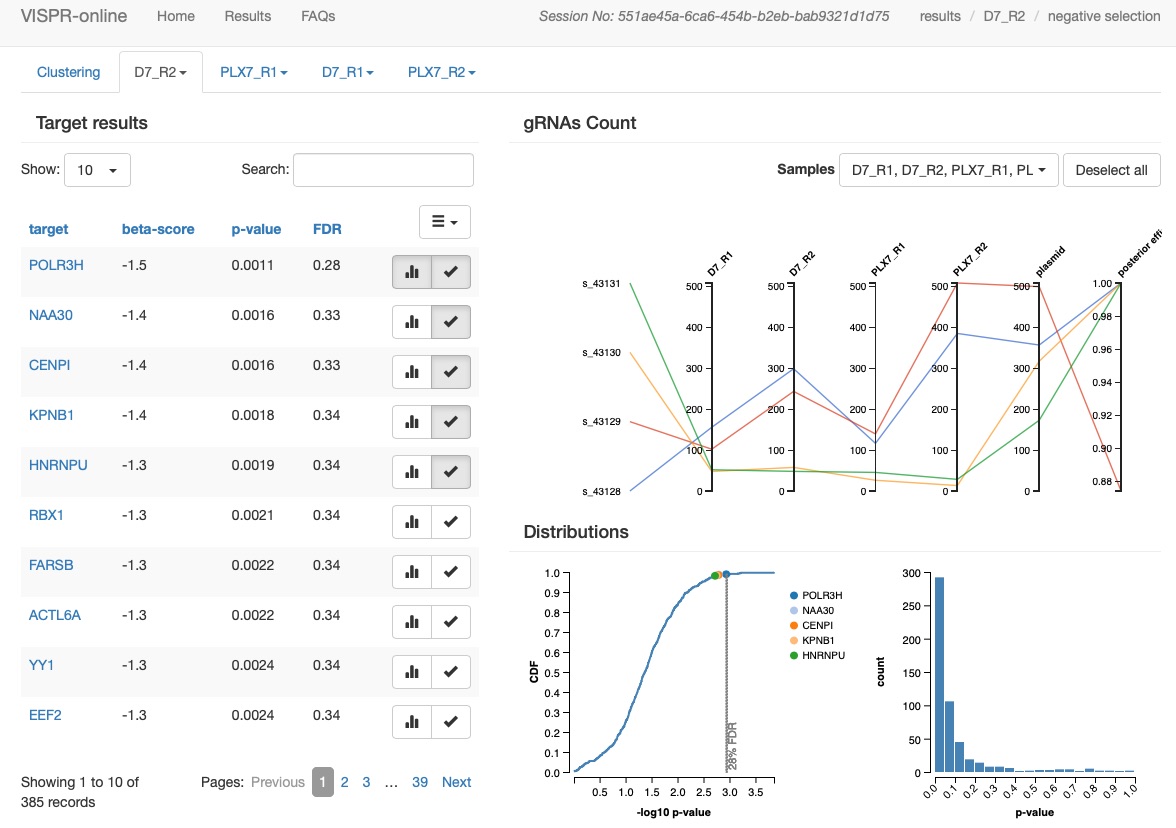 VISPR-online Home Results FAQs Session No: 551ae45a-6ca6-454b-b2eb-bab9321d1d75 results / D7_R2 / negative selection
Clustering D7_R2 PLX7_R1 D7_R1 PLX7_R2
Target results
Show: 10 Search:
target beta-score p-value FDR
POLR3H -1.5 0.0011 0.28
NAA30 -1.4 0.0016 0.33
CENPI -1.4 0.0016 0.33
KPNB1 -1.4 0.0018 0.34
HNRNPU -1.3 0.0019 0.34
RBX1 -1.3 0.0021 0.34
FARSB -1.3 0.0022 0.34
ACTL6A -1.3 0.0022 0.34
YY1 -1.3 0.0024 0.34
EEF2 -1.3 0.0024 0.34
Showing 1 to 10 of
385 records
Pages: Previous 1 2 3 ... 39 Next
gRNAs Count
Samples D7_R1, D7_R2, PLX7_R1, PL Deselect all
D7_R1 D7_R2 PLX7_R1 PLX7_R2 plasmid posterior effi
s_43131 500 500 500 500 500 1.00
400 400 400 400 400 0.98
s_43130 300 300 300 300 300 0.96
0.94
200 200 200 200 200 0.92
s_43129 100 100 100 100 100 0.90
0.88
s_43128 0 0 0 0 0
Distributions
CDF
1.0
0.9
0.8
0.7
0.6
0.5
0.4
0.3
0.2
0.1
0.0
28% FDR
0.5 1.0 1.5 2.0 2.5 3.0 3.5
-log10 p-value
POLR3H
NAA30
CENPI
KPNB1
HNRNPU
count
300
250
200
150
100
50
0
0.0 0.1 0.2 0.3 0.4 0.5 0.6 0.7 0.8 0.9 1.0
p-value